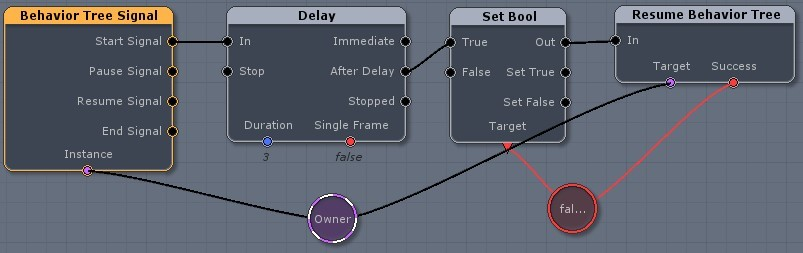 Behavior Tree Signal
Start Signal
Pause Signal
Resume Signal
End Signal
Instance
Delay
In
Immediate
Stop
After Delay
Stopped
Duration
Single Frame
3
false
Set Bool
True
Out
False
Set True
Set False
Target
Resume Behavior Tree
In
Target
Success
Owner
fal...